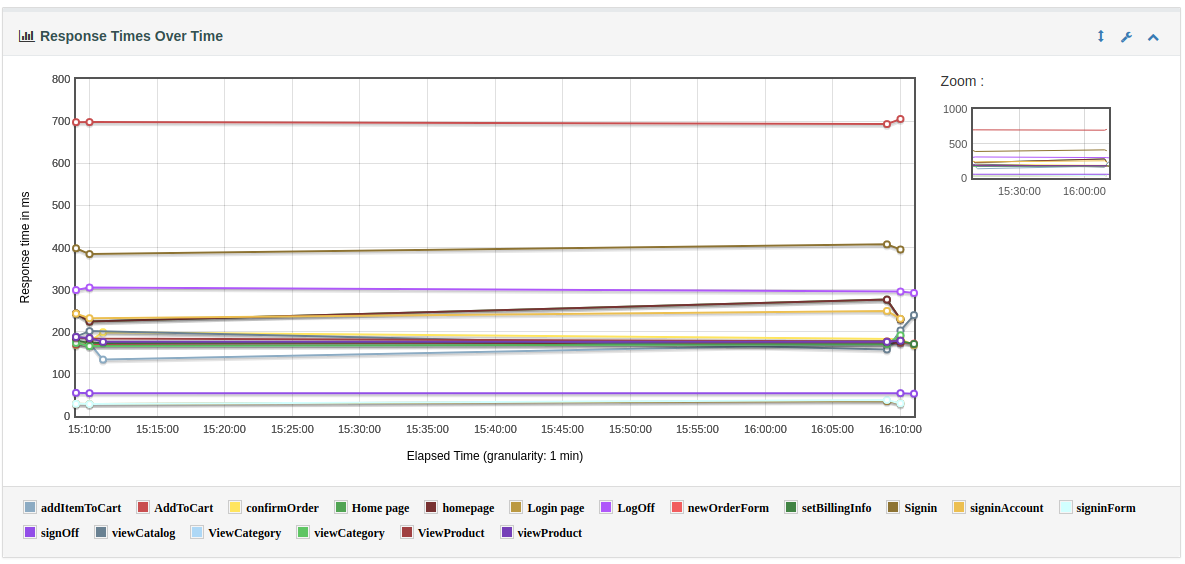 Response Times Over Time
Zoom :
800
700
600
500
400
300
200
100
0
Response time in ms
15:10:00 15:15:00 15:20:00 15:25:00 15:30:00 15:35:00 15:40:00 15:45:00 15:50:00 15:55:00 16:00:00 16:05:00 16:10:00
Elapsed Time (granularity: 1 min)
1000
500
0
15:30:00 16:00:00
addItemToCart AddToCart confirmOrder Home page homepage Login page LogOff newOrderForm setBillingInfo Signin signinAccount signinForm
signOff viewCatalog ViewCategory viewCategory ViewProduct viewProduct